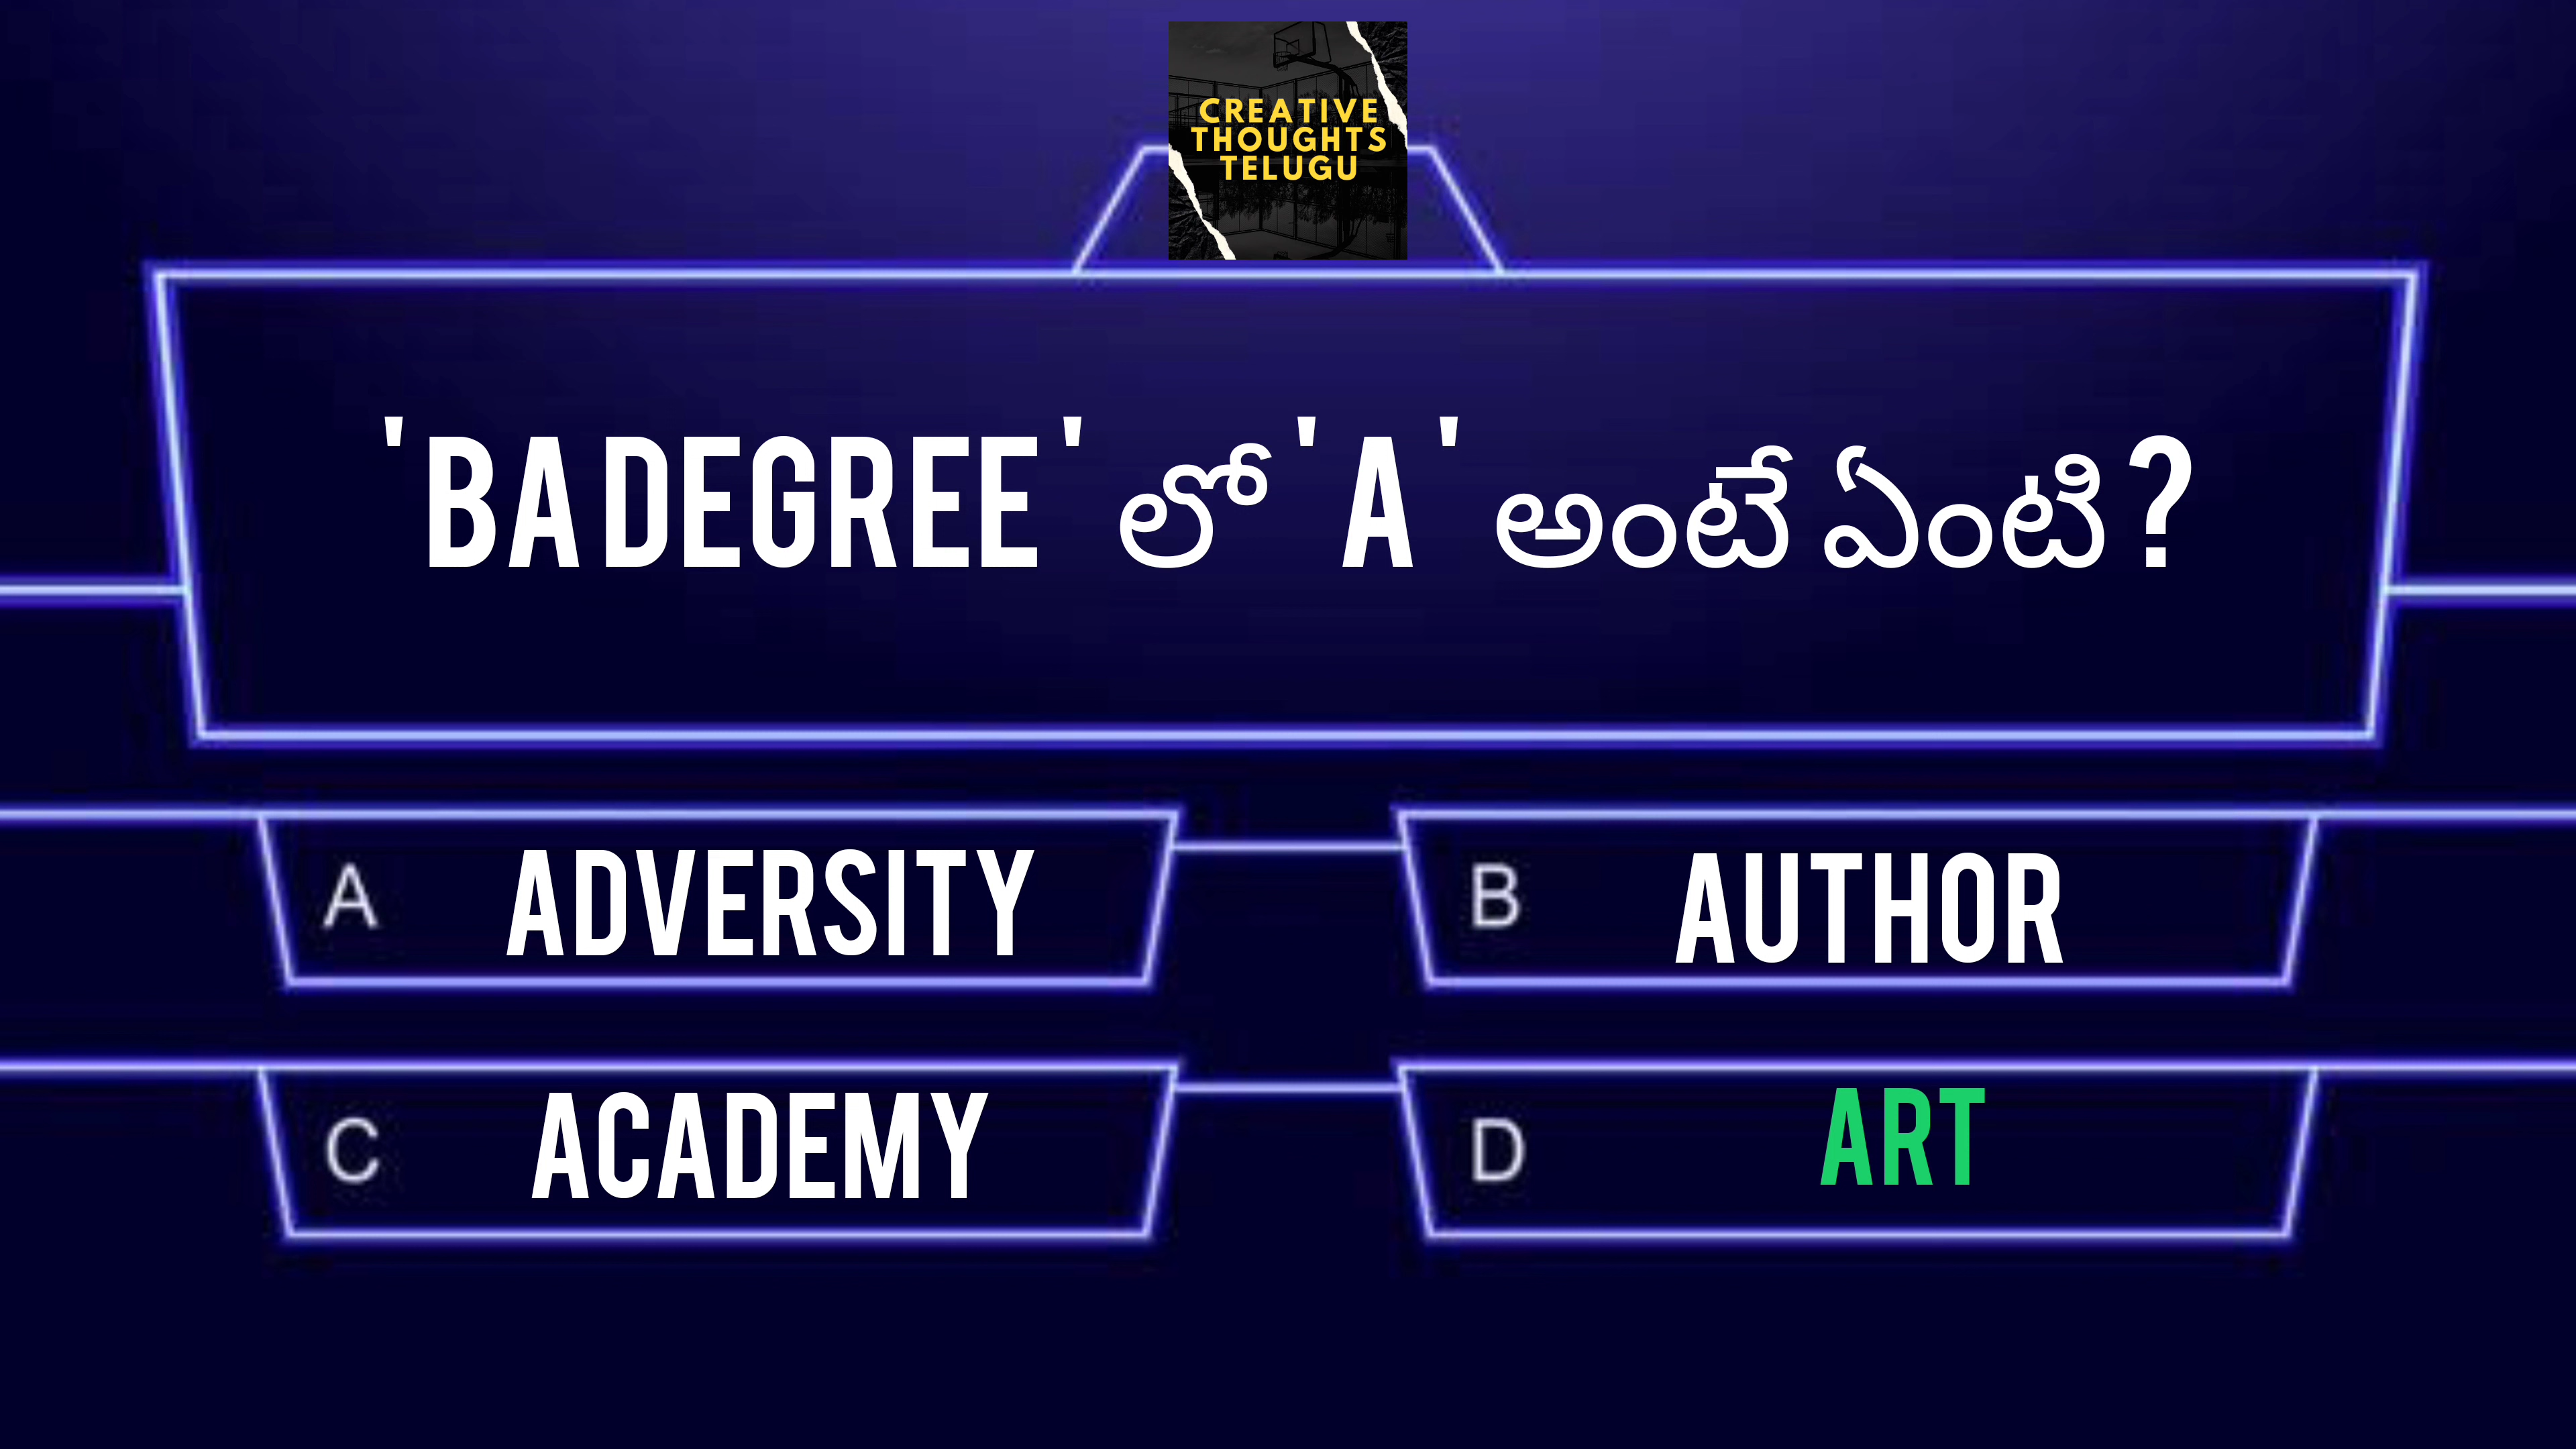 CREATIVE
THOUGHTS
TELUGU
'BA DEGREE' లో 'A' అంటే ఏంటి?
A ADVERSITY
B AUTHOR
C ACADEMY
D ART